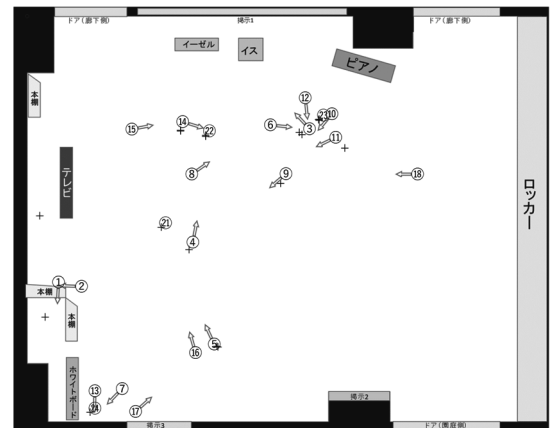 ドア(廊下側)
掲示1
ドア(廊下側)
イーゼル
イス
ピアノ
本棚
ロッカー
⑫
⑭
㉒
⑮
⑥
③
㉓
⑩
⑪
テレビ
⑧
⑨
⑱
㉑
④
①
②
本棚
本棚
⑯
⑤
ホワイトボード
⑬
⑦
㉔
⑰
掲示2
掲示3
ドア(園庭側)